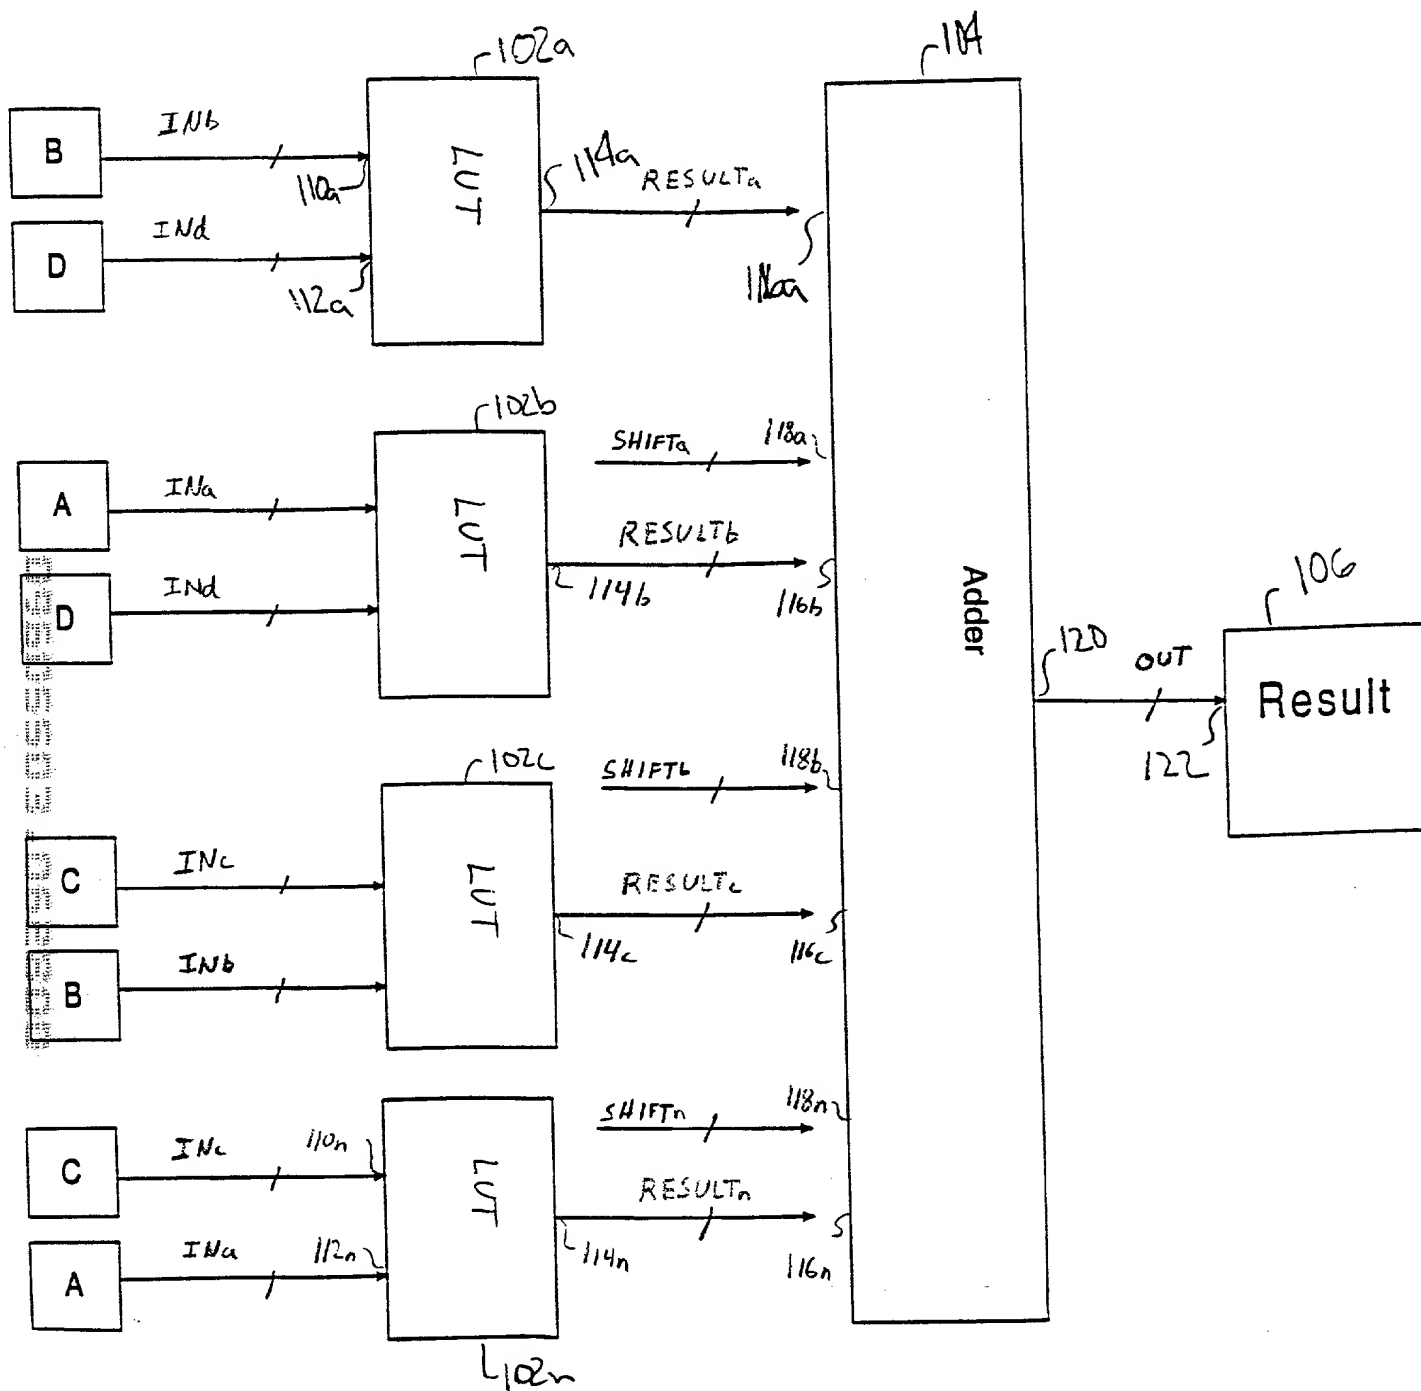 102a
104
B
INb
110a
LUT
114a
RESULTa
D
INd
112a
116a
102b
SHIFTa
118a
A
INa
LUT
RESULTb
114b
116b
D
INd
Adder
106
120
OUT
Result
122
102c
SHIFTb
118b
C
INc
LUT
RESULTc
114c
116c
B
INb
SHIFTn
118n
C
INc
110n
LUT
RESULTn
114n
116n
A
INa
112n
102n